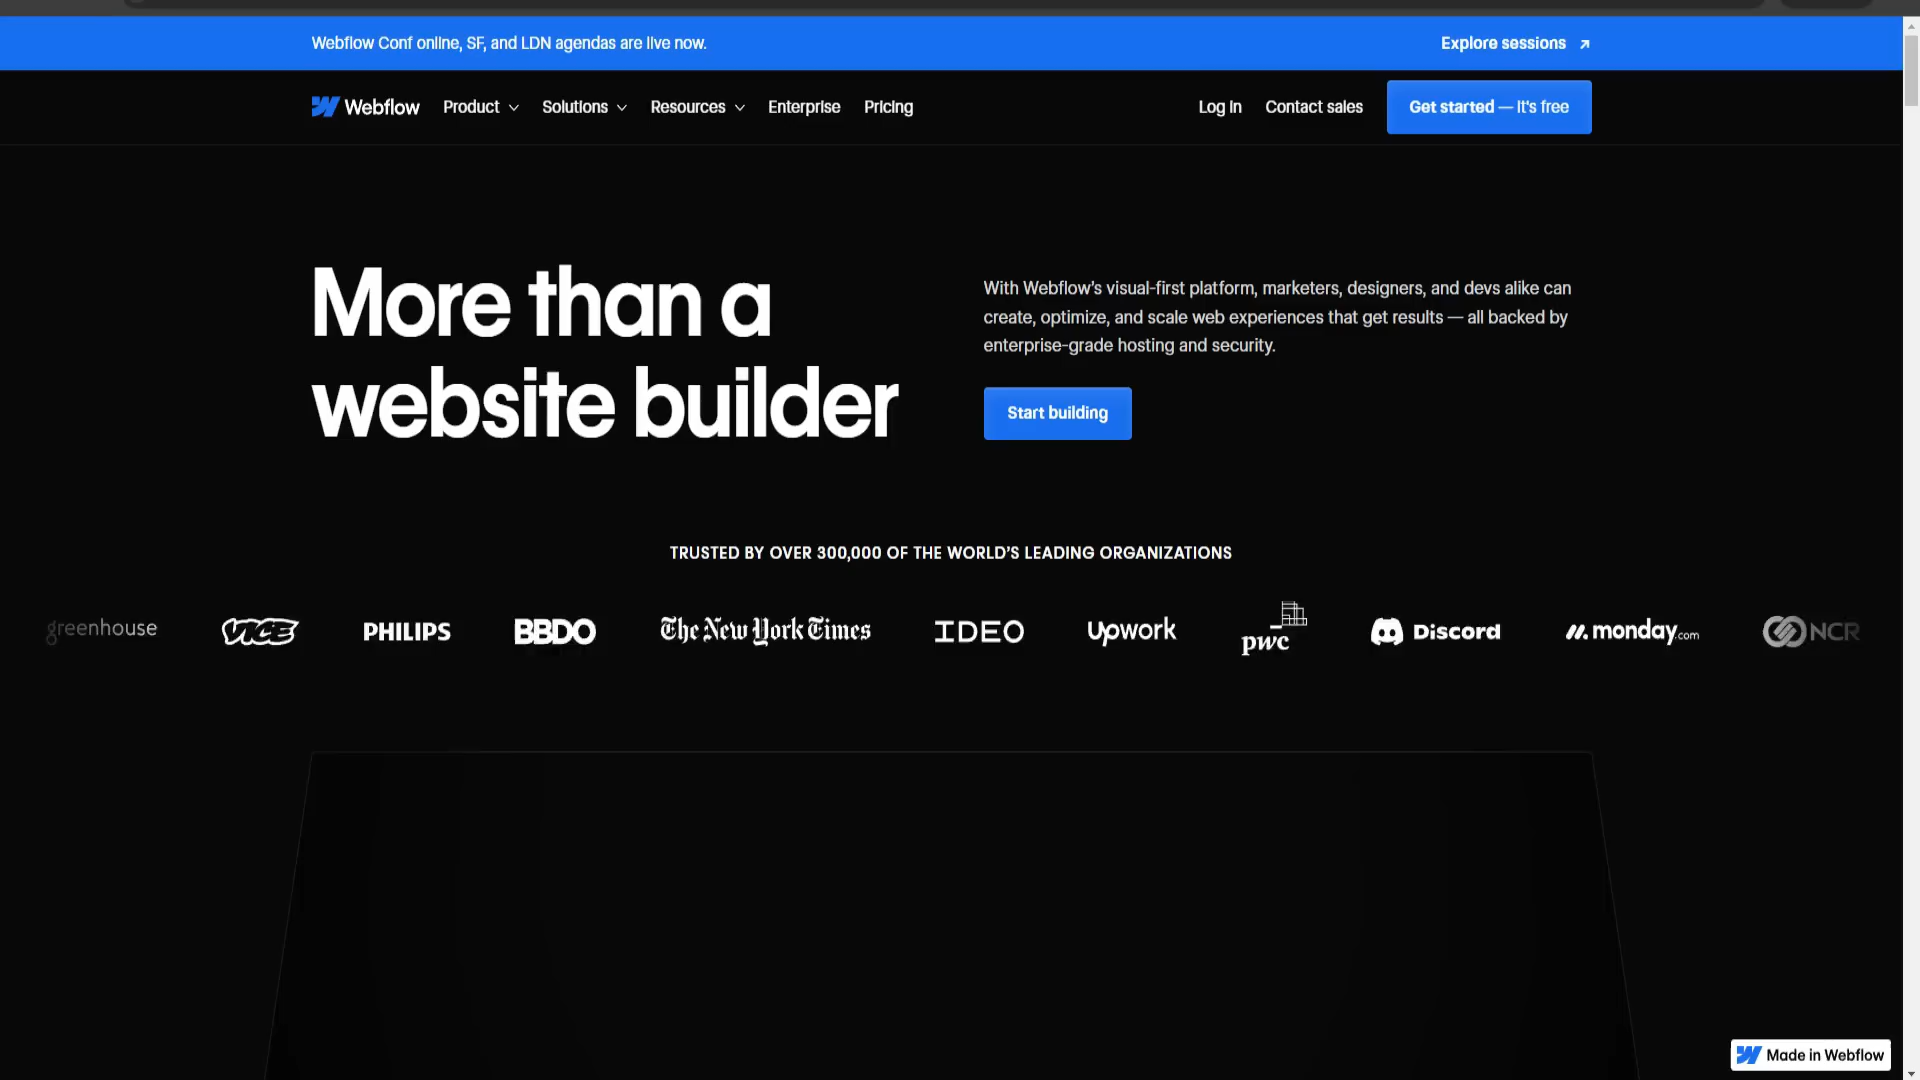 Webflow Conf online, SF, and LDN agendas are live now.
Explore sessions
Webflow Product Solutions Resources Enterprise Pricing Log in Contact sales Get started — it's free
More than a
website builder
With Webflow’s visual-first platform, marketers, designers, and devs alike can
create, optimize, and scale web experiences that get results — all backed by
enterprise-grade hosting and security.
Start building
TRUSTED BY OVER 300,000 OF THE WORLD’S LEADING ORGANIZATIONS
greenhouse VICE PHILIPS BBDO The New York Times IDEO Upwork pwc Discord monday.com NCR
Made in Webflow